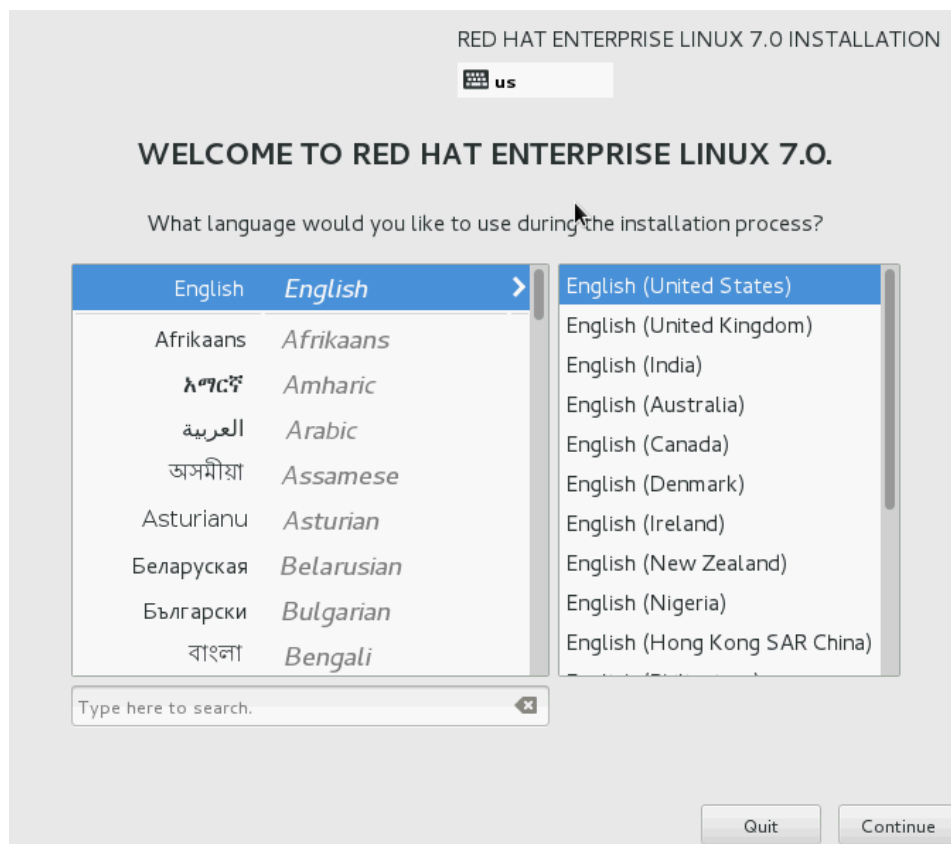 RED HAT ENTERPRISE LINUX 7.0 INSTALLATION
us
WELCOME TO RED HAT ENTERPRISE LINUX 7.0.
What language would you like to use during the installation process?
English English
Afrikaans Afrikaans
አማርኛ Amharic
العربية Arabic
অসমীয়া Assamese
Asturianu Asturian
Беларуская Belarusian
Български Bulgarian
বাংলা Bengali
English (United States)
English (United Kingdom)
English (India)
English (Australia)
English (Canada)
English (Denmark)
English (Ireland)
English (New Zealand)
English (Nigeria)
English (Hong Kong SAR China)
Type here to search.
Quit Continue